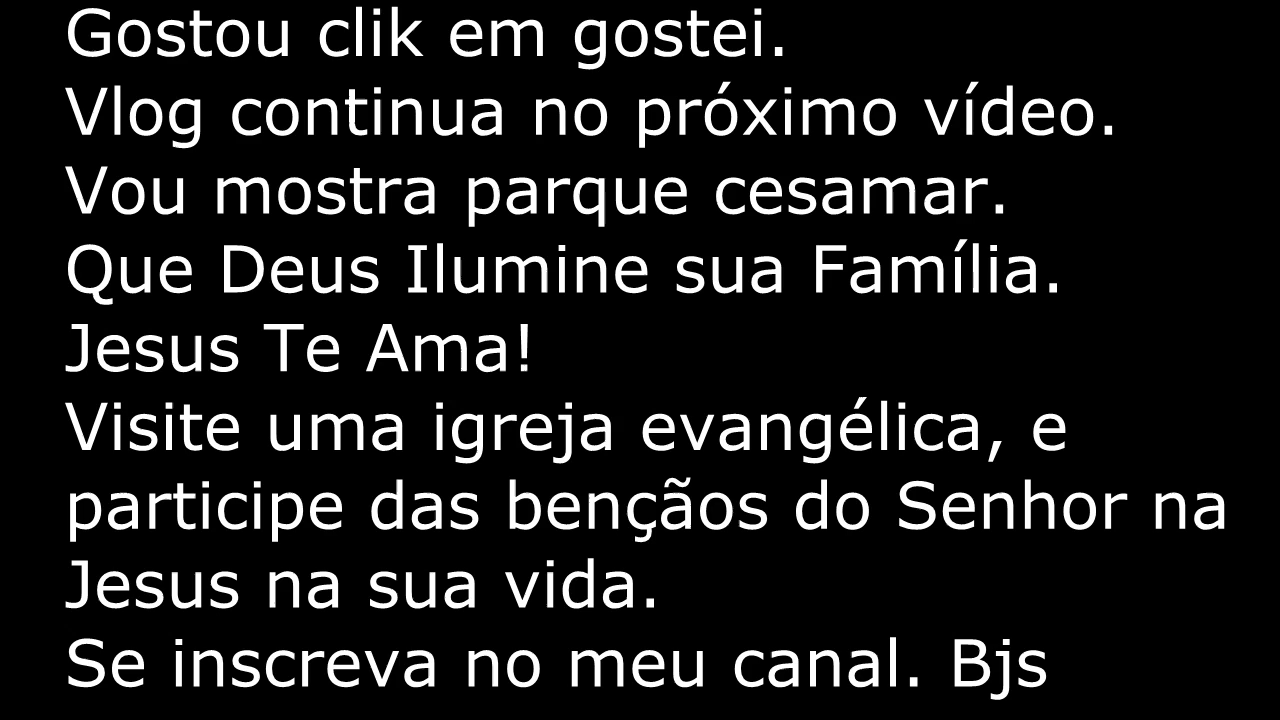 Gostou clik em gostei.
Vlog continua no próximo vídeo.
Vou mostra parque cesamar.
Que Deus Ilumine sua Família.
Jesus Te Ama!
Visite uma igreja evangélica, e
participe das bençãos do Senhor na
Jesus na sua vida.
Se inscreva no meu canal. Bjs